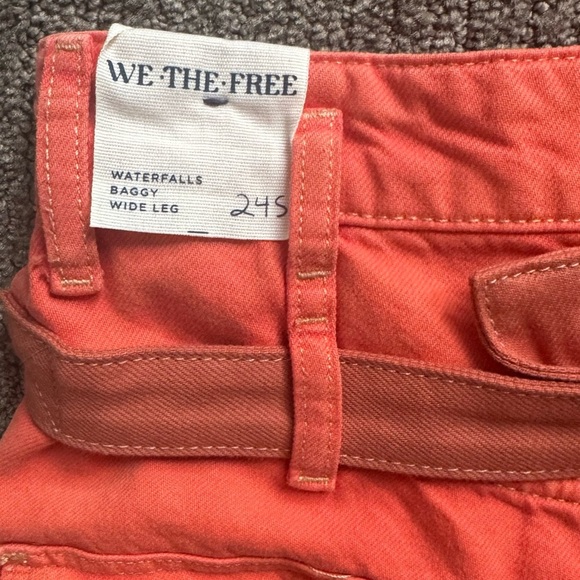 WE·THE·FREE
WATERFALLS
BAGGY
WIDE LEG 24S